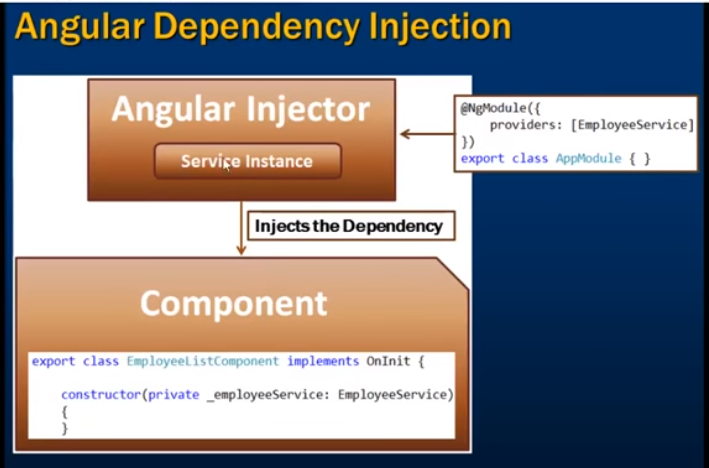 Angular Dependency Injection
Angular Injector
Service Instance
@NgModule({
    providers: [EmployeeService]
})
export class AppModule { }
Injects the Dependency
Component
export class EmployeeListComponent implements OnInit {
    constructor(private _employeeService: EmployeeService)
    {
    }